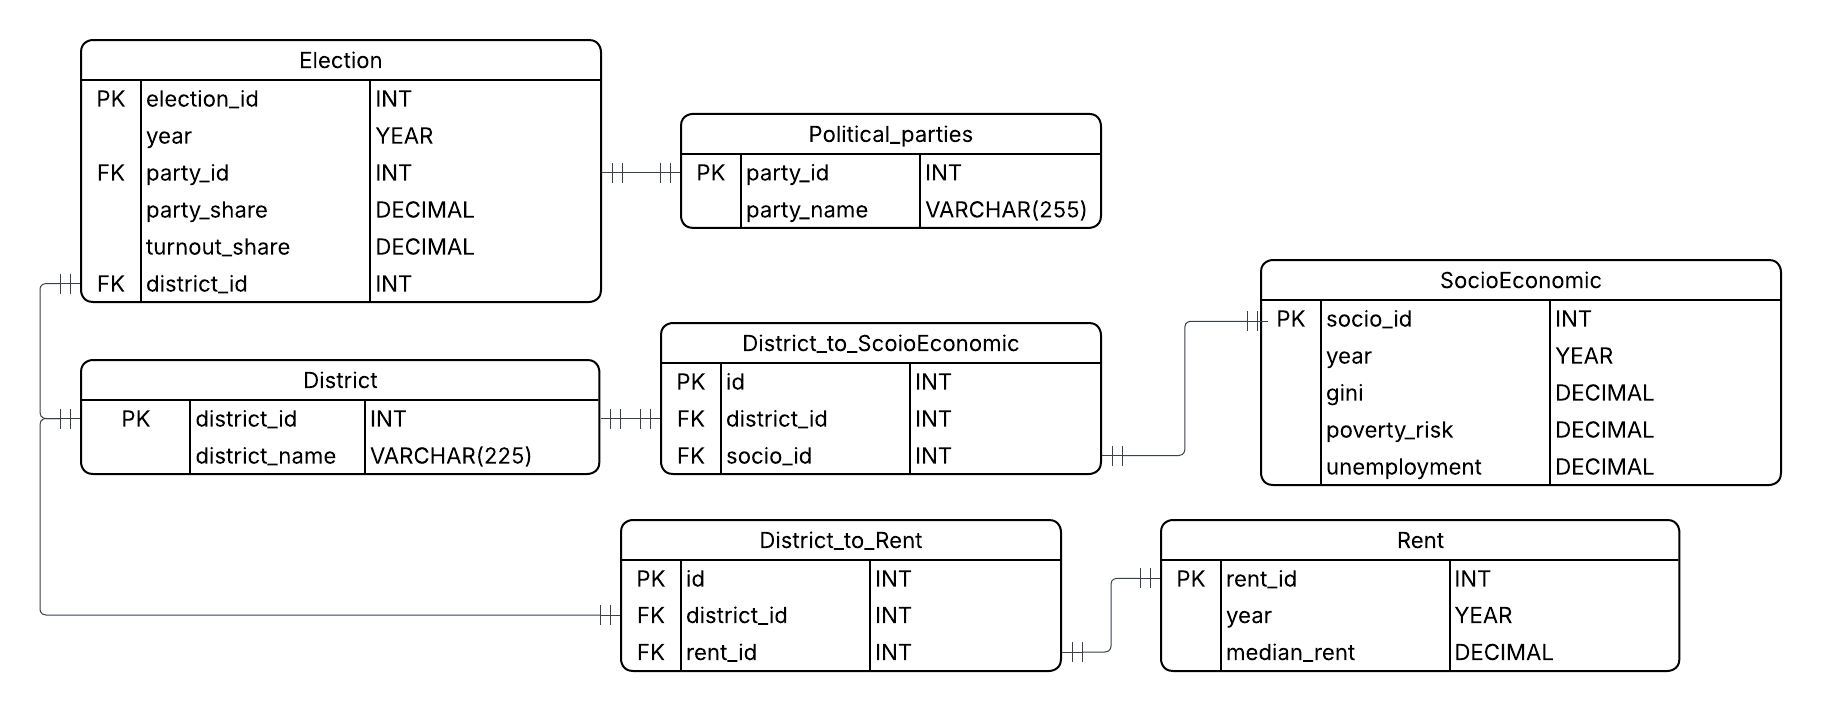 Election
PK election_id INT
year YEAR
FK party_id INT
party_share DECIMAL
turnout_share DECIMAL
FK district_id INT
Political_parties
PK party_id INT
party_name VARCHAR(255)
SocioEconomic
PK socio_id INT
year YEAR
gini DECIMAL
poverty_risk DECIMAL
unemployment DECIMAL
District_to_ScoioEconomic
PK id INT
FK district_id INT
FK socio_id INT
District
PK district_id INT
district_name VARCHAR(225)
District_to_Rent
PK id INT
FK district_id INT
FK rent_id INT
Rent
PK rent_id INT
year YEAR
median_rent DECIMAL